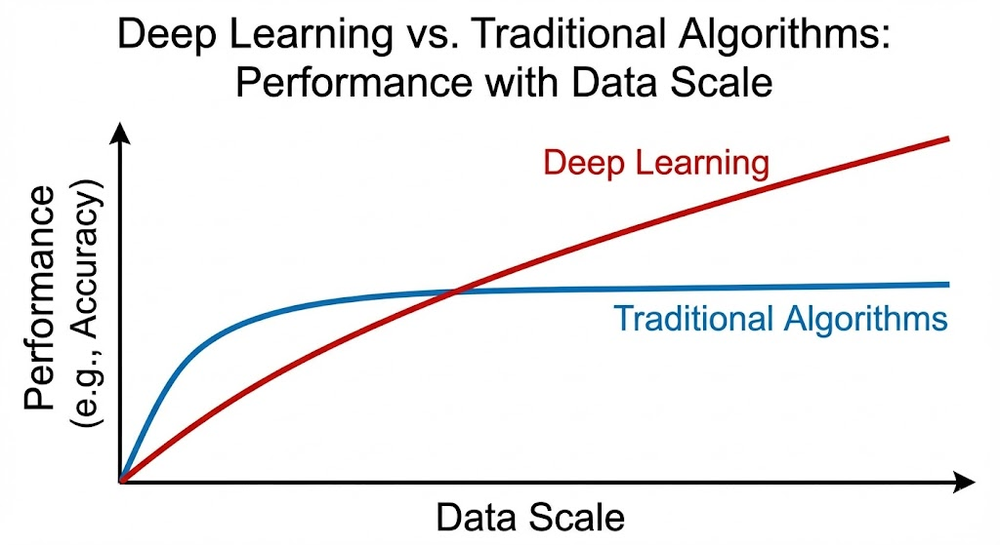 Deep Learning vs. Traditional Algorithms:
Performance with Data Scale
Performance
(e.g., Accuracy)
Deep Learning
Traditional Algorithms
Data Scale